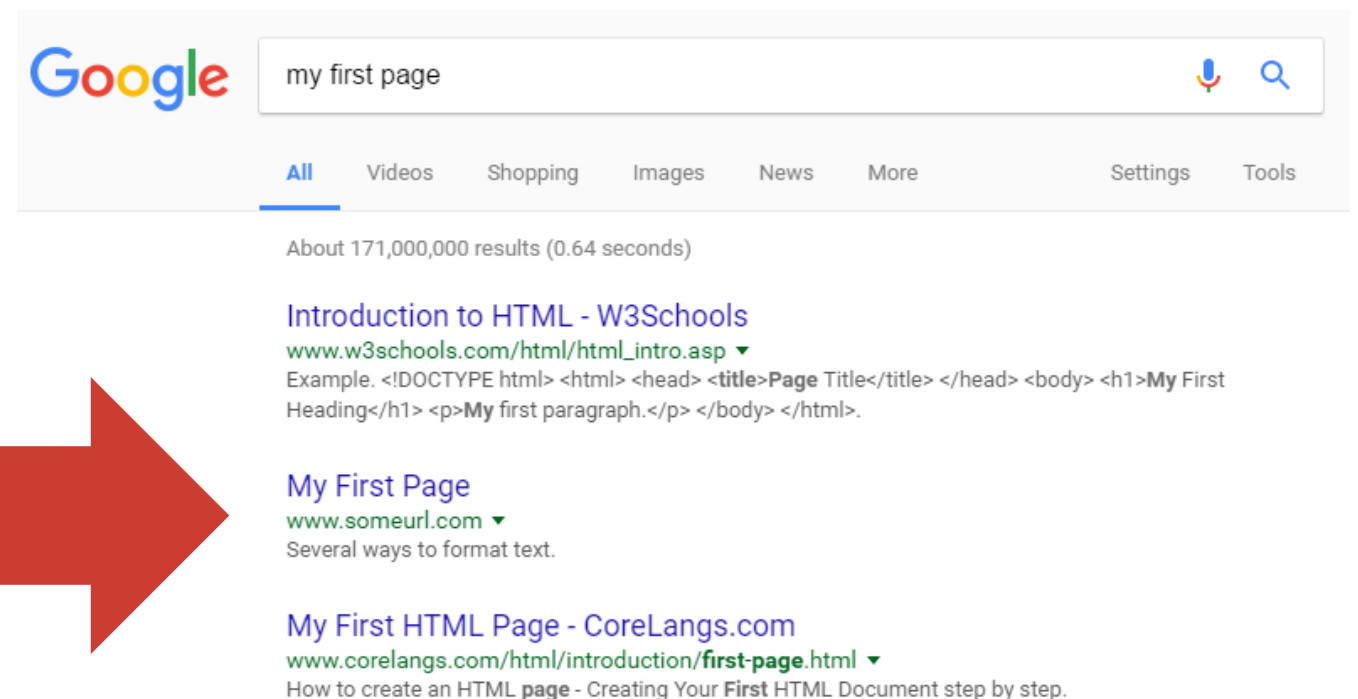 Google
my first page
All Videos Shopping Images News More Settings Tools
About 171,000,000 results (0.64 seconds)
Introduction to HTML - W3Schools
www.w3schools.com/html/html_intro.asp
Example. <!DOCTYPE html> <html> <head> <title>Page Title</title> </head> <body> <h1>My First
Heading</h1> <p>My first paragraph.</p> </body> </html>.
My First Page
www.someurl.com
Several ways to format text.
My First HTML Page - CoreLangs.com
www.corelangs.com/html/introduction/first-page.html
How to create an HTML page - Creating Your First HTML Document step by step.